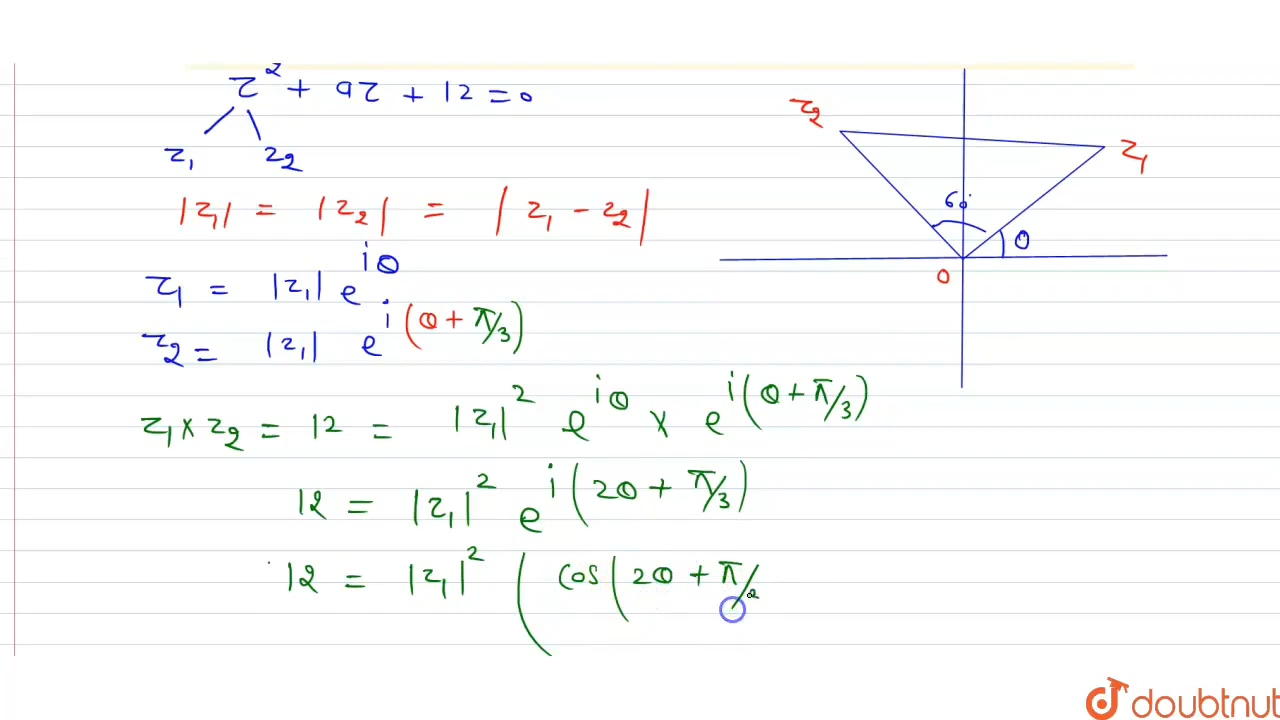 z² + az + 12 = 0
z₁ z₂
|z₁| = |z₂| = |z₁ - z₂|
z₁ = |z₁| e^{iθ}
z₂ = |z₁| e^{i(θ + π/3)}
z₁ × z₂ = 12 = |z₁|² e^{iθ} × e^{i(θ + π/3)}
12 = |z₁|² e^{i(2θ + π/3)}
12 = |z₁|² (cos(2θ + π/2
z₂
z₁
60°
θ
0
doubtnut